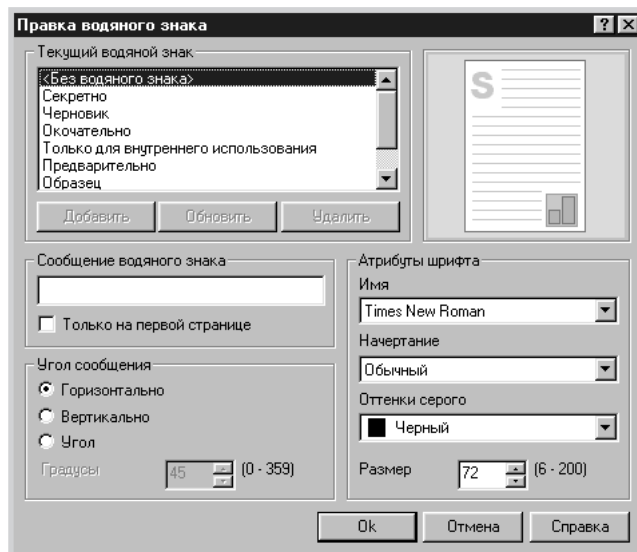 Правка водяного знака
Текущий водяной знак
<Без водяного знака>
Секретно
Черновик
Окочательно
Только для внутреннего использования
Предварительно
Образец
Добавить Обновить Удалить
S
Сообщение водяного знака
Только на первой странице
Угол сообщения
Горизонтально
Вертикально
Угол
Градусы 45 (0 - 359)
Атрибуты шрифта
Имя
Times New Roman
Начертание
Обычный
Оттенки серого
Черный
Размер 72 (6 - 200)
Ok Отмена Справка